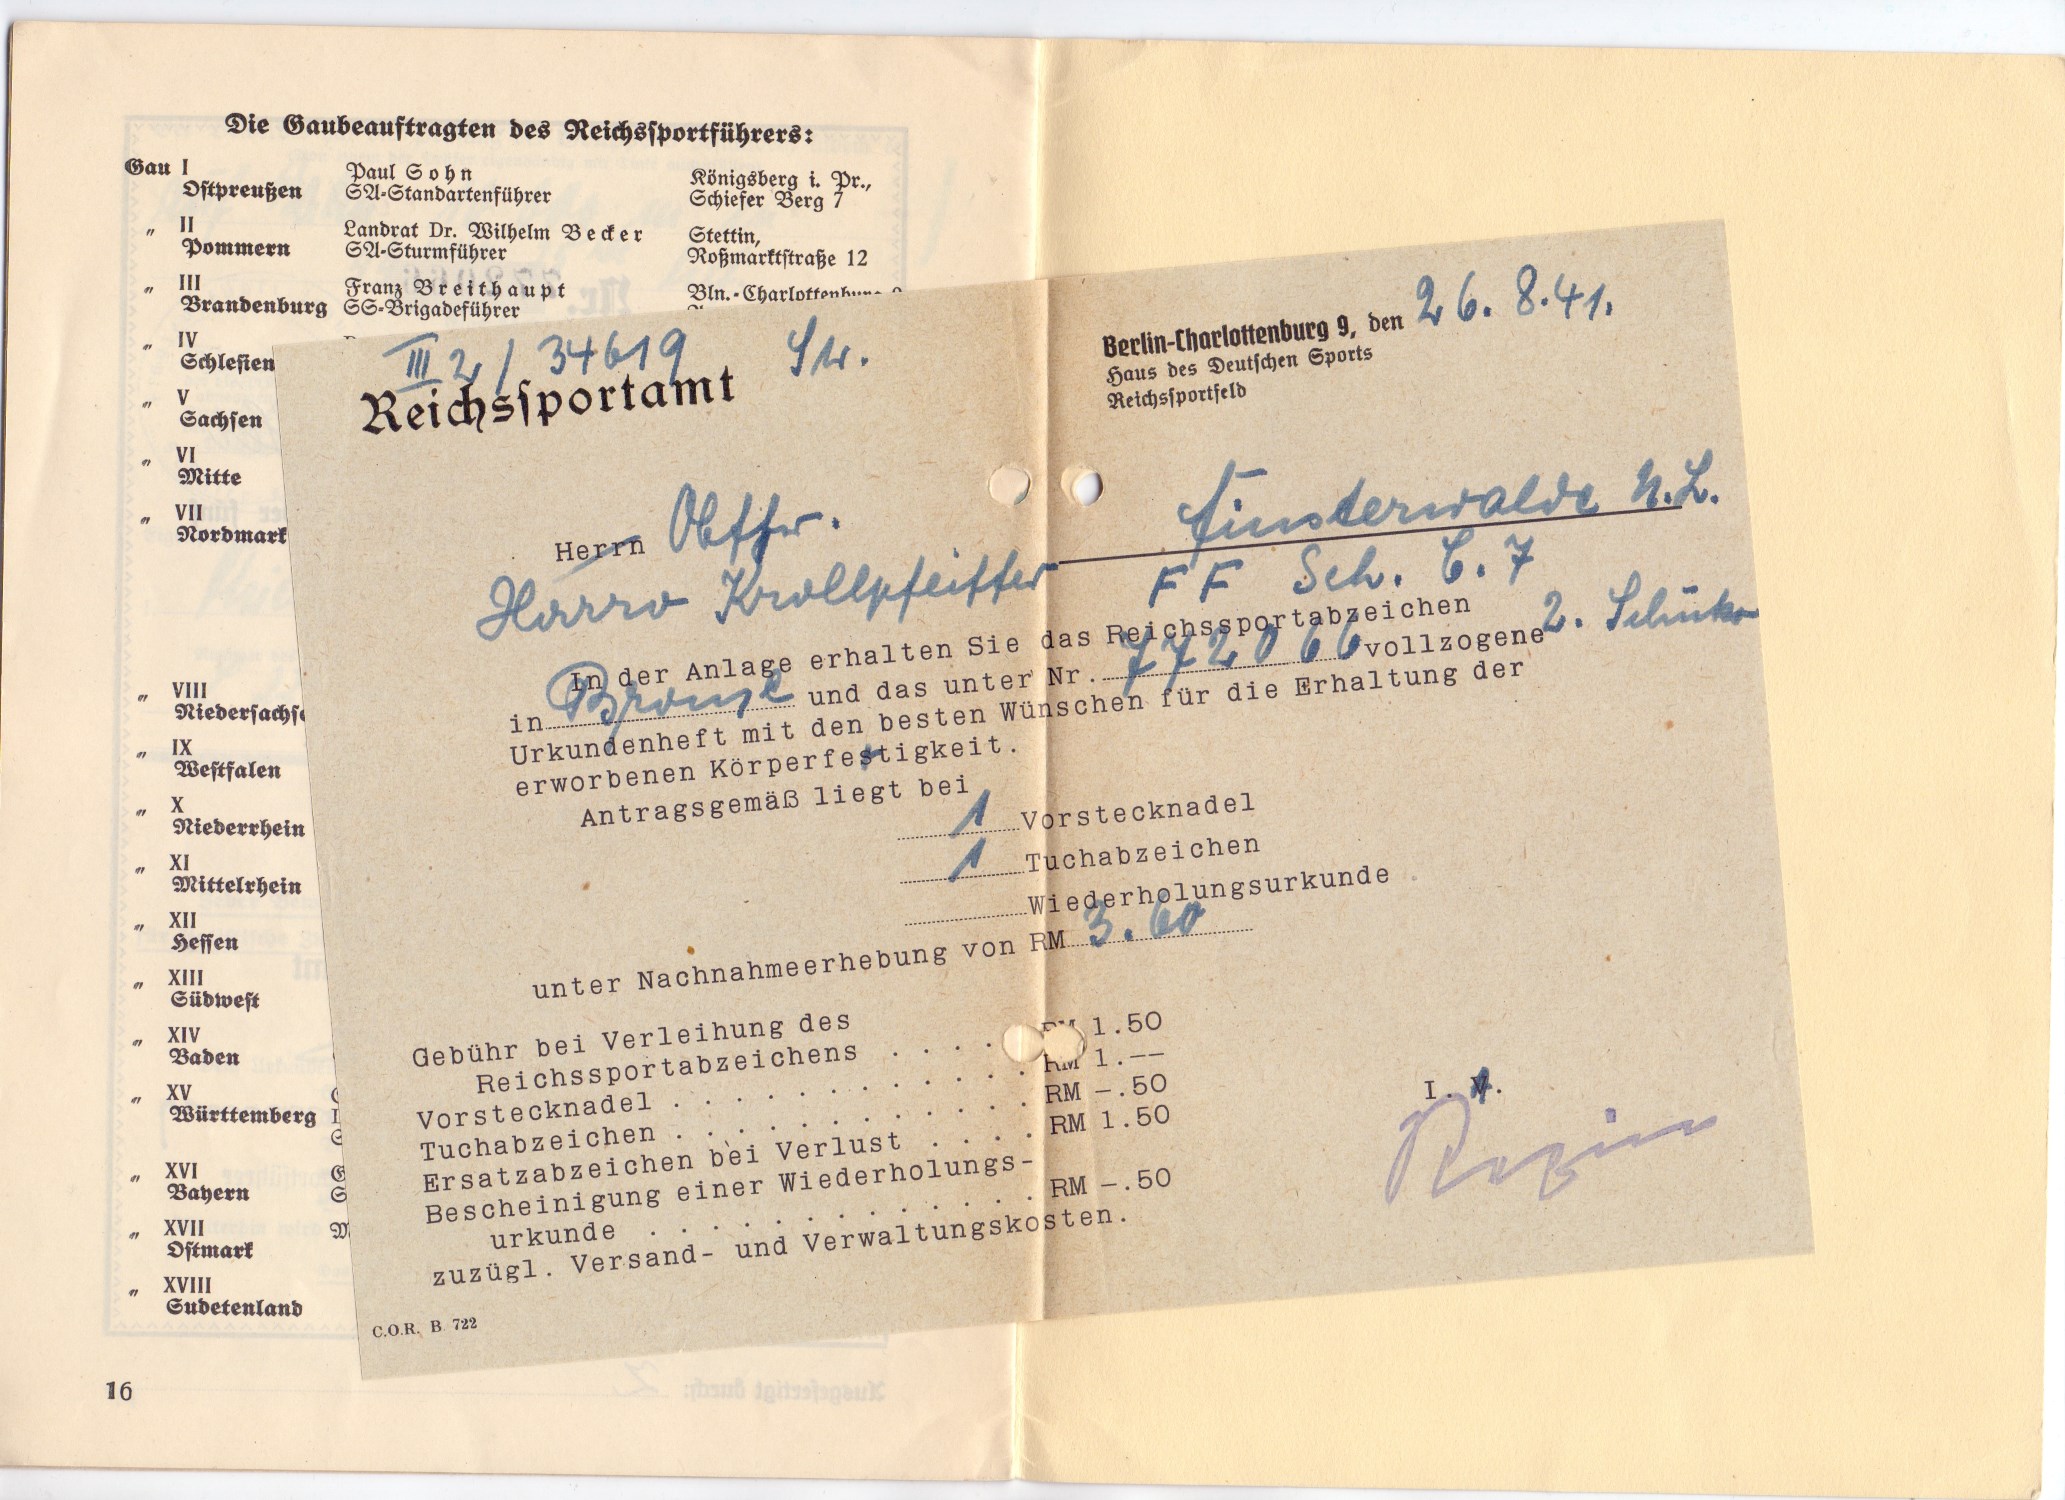 Die Gaubeauftragten des Reichssportführers:
Gau I Paul Sohn Königsberg i. Pr.,
Ostpreußen SA-Standartenführer Schiefer Berg 7
„ II Landrat Dr. Wilhelm Becker Stettin,
Pommern SA-Sturmführer Roßmarktstraße 12
„ III Franz Breithaupt Bln.-Charlottenburg 9
Brandenburg SS-Brigadeführer
„ IV
Schlesien
„ V
Sachsen
„ VI
Mitte
„ VII
Nordmark
„ VIII
Niedersachse
„ IX
Westfalen
„ X
Niederrhein
„ XI
Mittelrhein
„ XII
Hessen
„ XIII
Südwest
„ XIV
Baden
„ XV
Württemberg
„ XVI
Bayern
„ XVII
Ostmark
„ XVIII
Sudetenland
16
III 2 / 34619
Reichssportamt
Berlin-Charlottenburg 9, den 26. 8. 41.
Haus des Deutschen Sports
Reichssportfeld
Herrn Obfhr.
Harro Krollpfeiffer
Finsterwalde N.L.
FF Sch. C. 7
In der Anlage erhalten Sie das Reichssportabzeichen
in Bronze und das unter Nr. 772066 vollzogene
Urkundenheft mit den besten Wünschen für die Erhaltung der
erworbenen Körperfestigkeit.
Antragsgemäß liegt bei
1 Vorstecknadel
1 Tuchabzeichen
Wiederholungsurkunde
unter Nachnahmeerhebung von RM 3.60
Gebühr bei Verleihung des
Reichssportabzeichens . . . . RM 1.50
Vorstecknadel . . . . . . . . . . RM 1.--
Tuchabzeichen . . . . . . . . . . RM -.50
Ersatzabzeichen bei Verlust . . . . RM 1.50
Bescheinigung einer Wiederholungs-
urkunde . . . . . . . . . . . RM -.50
zuzügl. Versand- und Verwaltungskosten.
I. A.
C.O.R. B 722